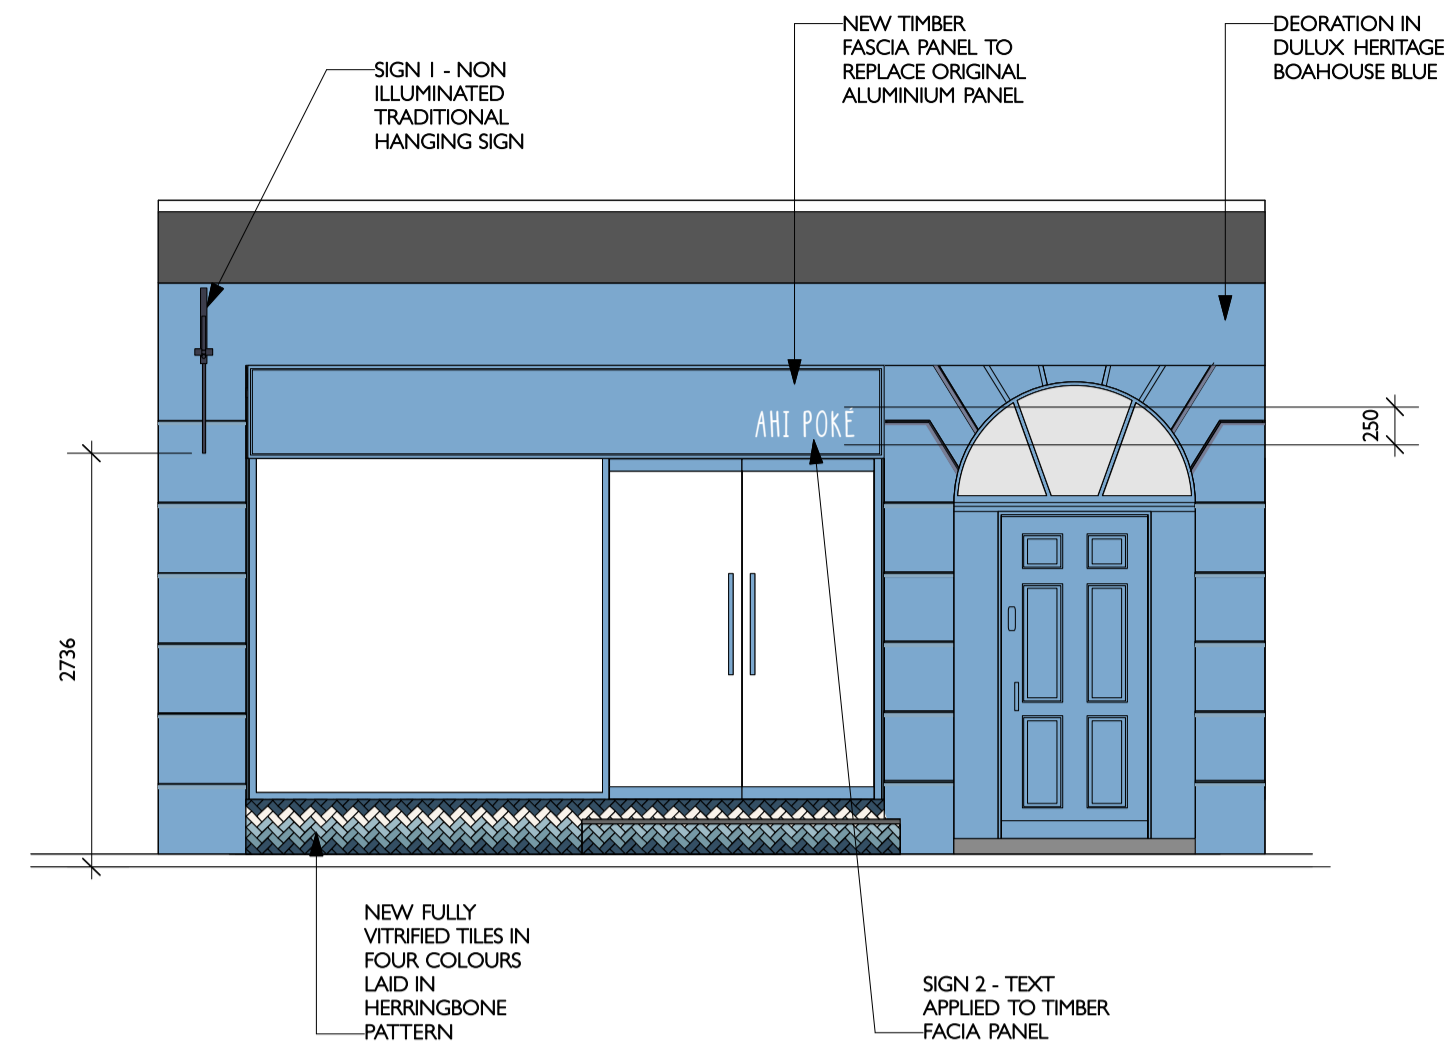 NEW TIMBER
FASCIA PANEL TO
REPLACE ORIGINAL
ALUMINIUM PANEL
DEORATION IN
DULUX HERITAGE
BOAHOUSE BLUE
SIGN 1 - NON
ILLUMINATED
TRADITIONAL
HANGING SIGN
AHI POKÉ
250
2736
NEW FULLY
VITRIFIED TILES IN
FOUR COLOURS
LAID IN
HERRINGBONE
PATTERN
SIGN 2 - TEXT
APPLIED TO TIMBER
FACIA PANEL